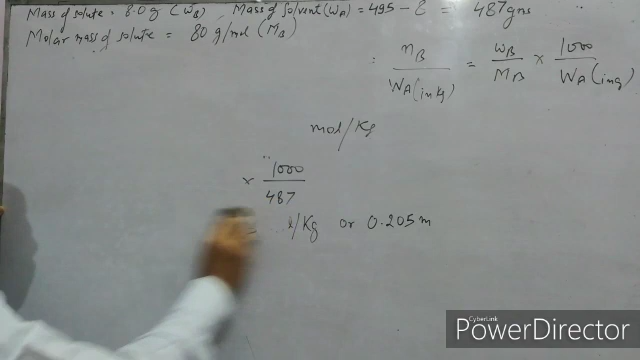 Mass of solute = 8.0 g (WB), Mass of Solvent (WA) = 495 - 8 = 487 gms
Molar mass of solute = 80 g/mol (MB)
: nB / WA (in Kg) = WB / MB × 1000 / WA (in g)
mol/Kg
× 1000 / 487
= l/Kg or 0.205 m
CyberLink
PowerDirector